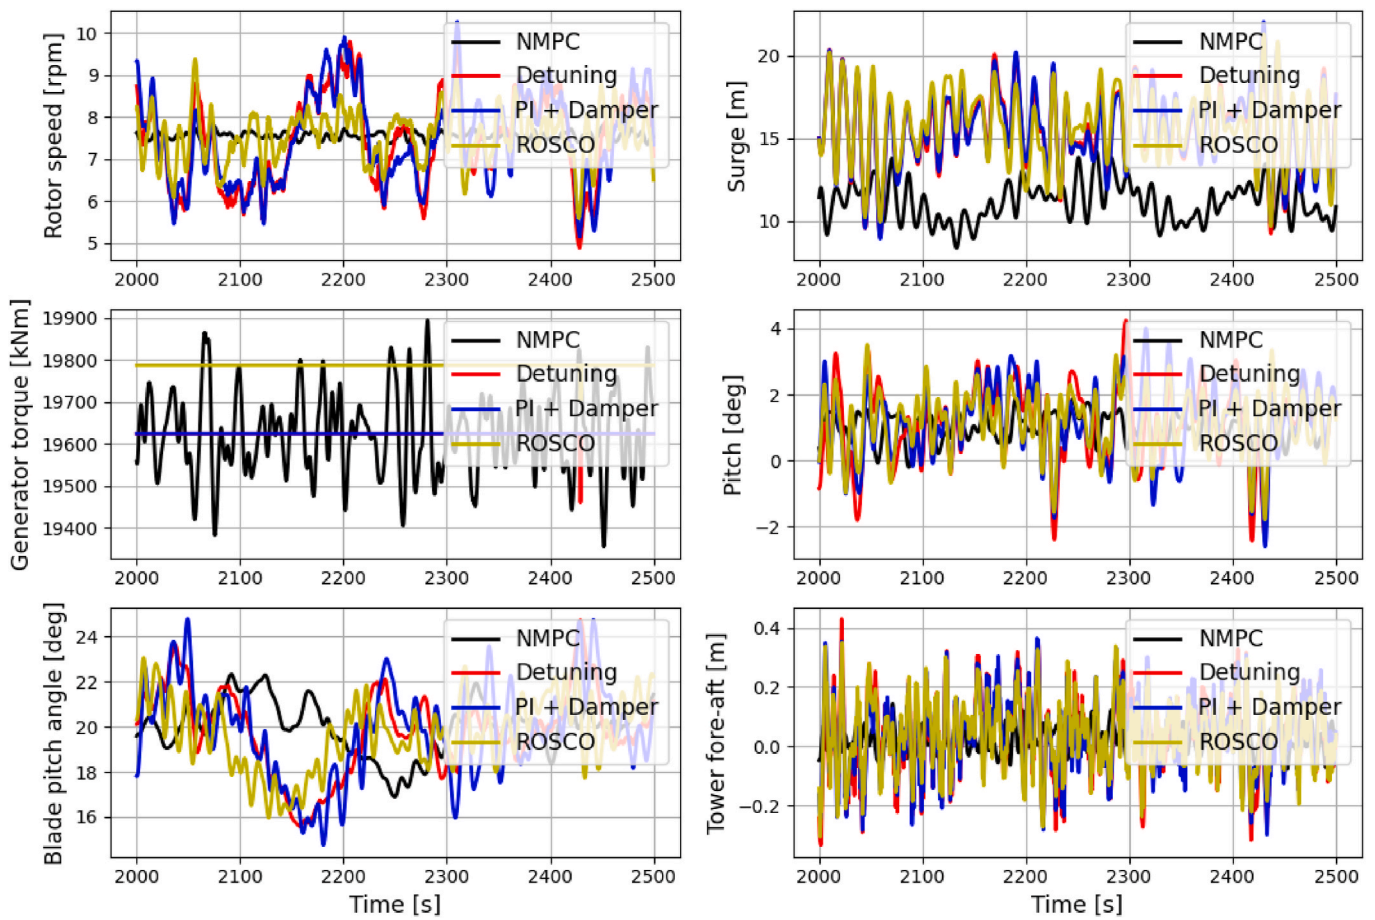 Rotor speed [rpm]
10
9
8
7
6
5
2000 2100 2200 2300 2400 2500
NMPC
Detuning
PI + Damper
ROSCO
Surge [m]
20
15
10
2000 2100 2200 2300 2400 2500
NMPC
Detuning
PI + Damper
ROSCO
Generator torque [kNm]
19900
19800
19700
19600
19500
19400
2000 2100 2200 2300 2400 2500
NMPC
Detuning
PI + Damper
ROSCO
Pitch [deg]
4
2
0
−2
2000 2100 2200 2300 2400 2500
NMPC
Detuning
PI + Damper
ROSCO
Blade pitch angle [deg]
24
22
20
18
16
2000 2100 2200 2300 2400 2500
Time [s]
NMPC
Detuning
PI + Damper
ROSCO
Tower fore-aft [m]
0.4
0.2
0.0
−0.2
2000 2100 2200 2300 2400 2500
Time [s]
NMPC
Detuning
PI + Damper
ROSCO